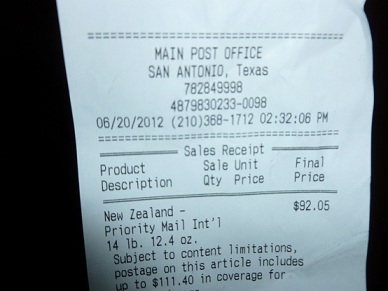 MAIN POST OFFICE
SAN ANTONIO, Texas
782849998
4879830233-0098
06/20/2012 (210)368-1712 02:32:06 PM
Sales Receipt
Product Sale Unit Final
Description Qty Price Price
New Zealand - $92.05
Priority Mail Int'l
14 lb. 12.4 oz.
Subject to content limitations,
postage on this article includes
up to $111.40 in coverage for